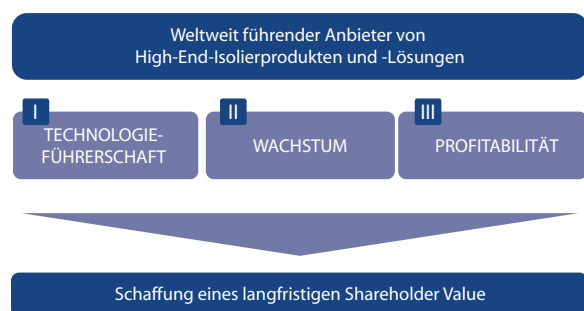 Weltweit führender Anbieter von
High-End-Isolierprodukten und -Lösungen
I
TECHNOLOGIE-
FÜHRERSCHAFT
II
WACHSTUM
III
PROFITABILITÄT
Schaffung eines langfristigen Shareholder Value